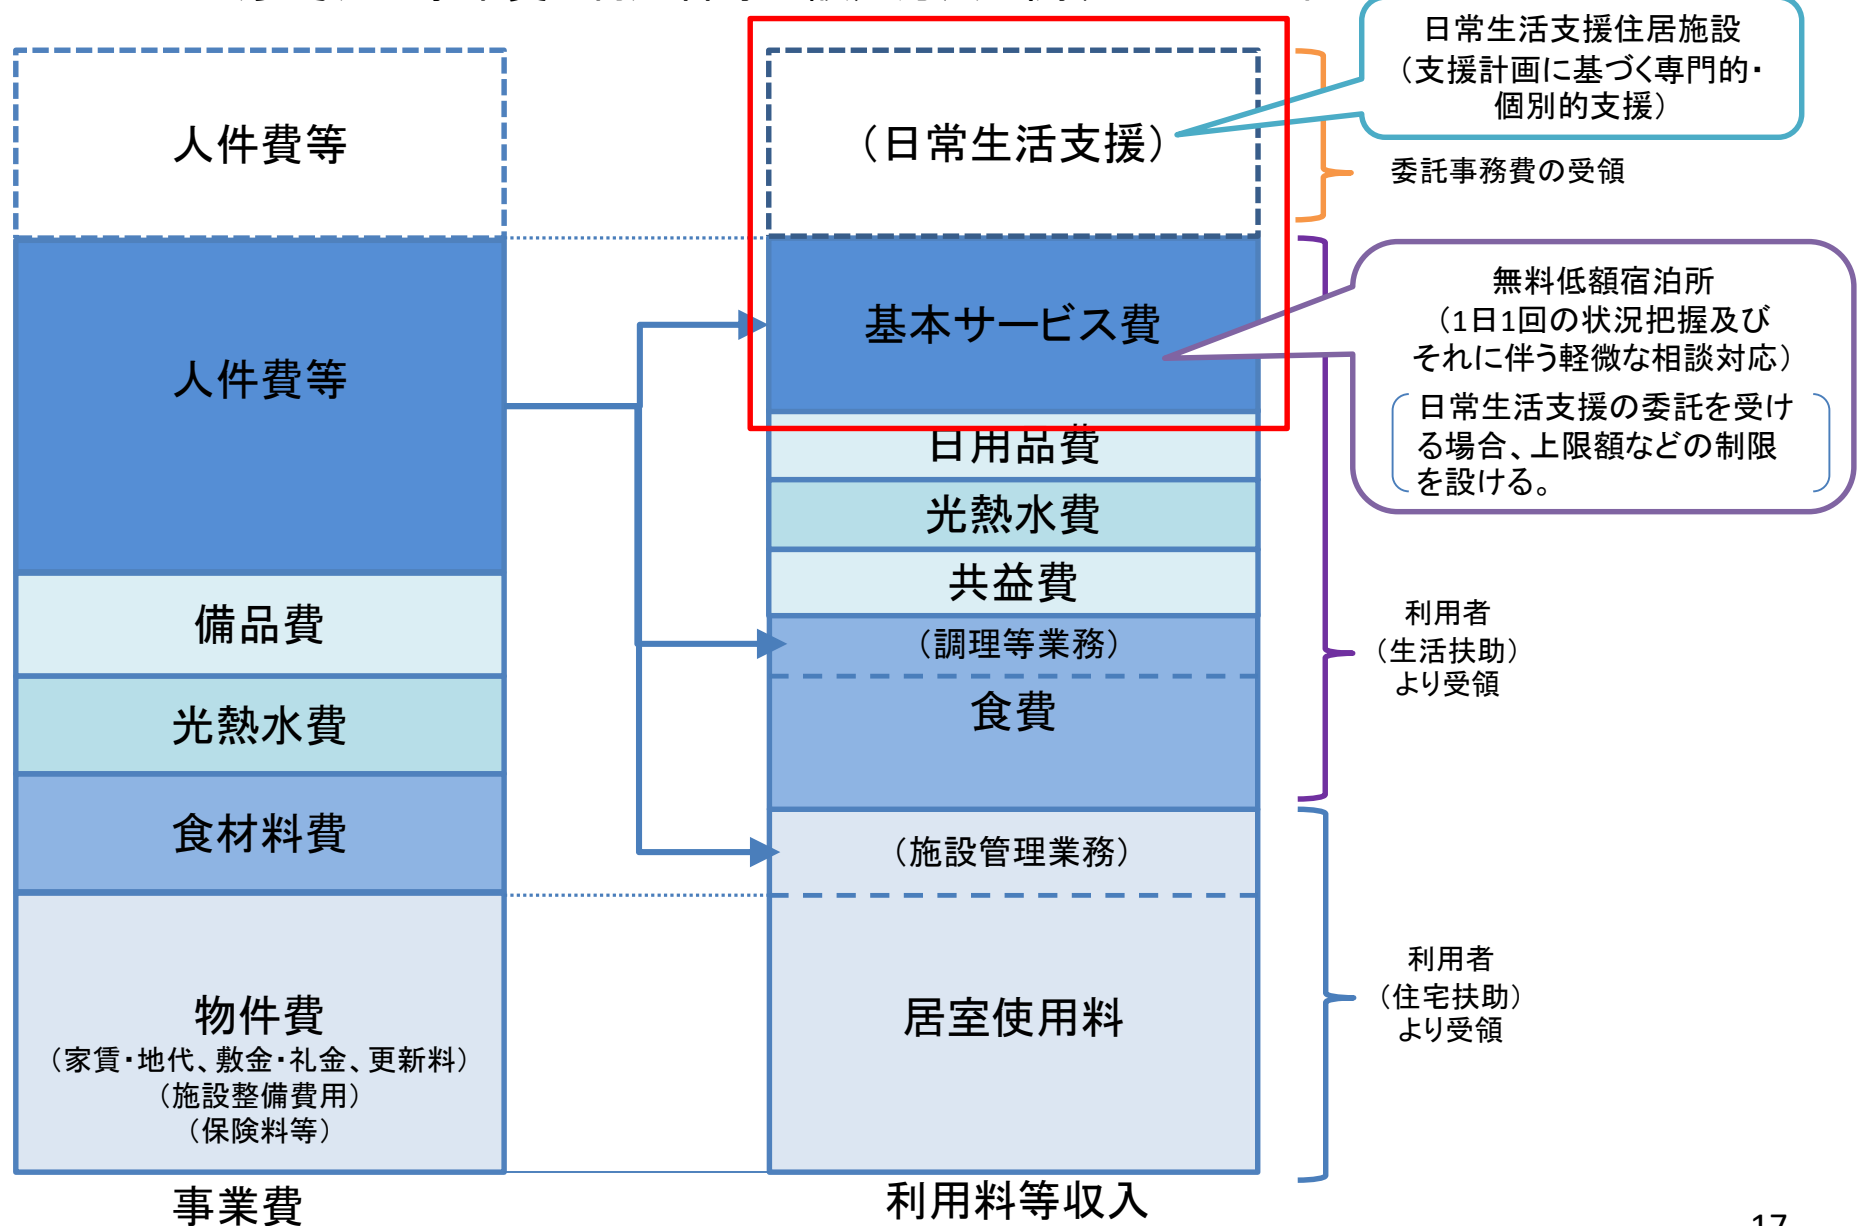 人件費等
人件費等
備品費
光熱水費
食材料費
物件費
（家賃・地代、敷金・礼金、更新料）
（施設整備費用）
（保険料等）
事業費
（日常生活支援）
基本サービス費
日用品費
光熱水費
共益費
（調理等業務）
食費
（施設管理業務）
居室使用料
利用料等収入
日常生活支援住居施設
（支援計画に基づく専門的・
個別的支援）
委託事務費の受領
無料低額宿泊所
（1日1回の状況把握及び
それに伴う軽微な相談対応）
日常生活支援の委託を受け
る場合、上限額などの制限
を設ける。
利用者
（生活扶助）
より受領
利用者
（住宅扶助）
より受領
17